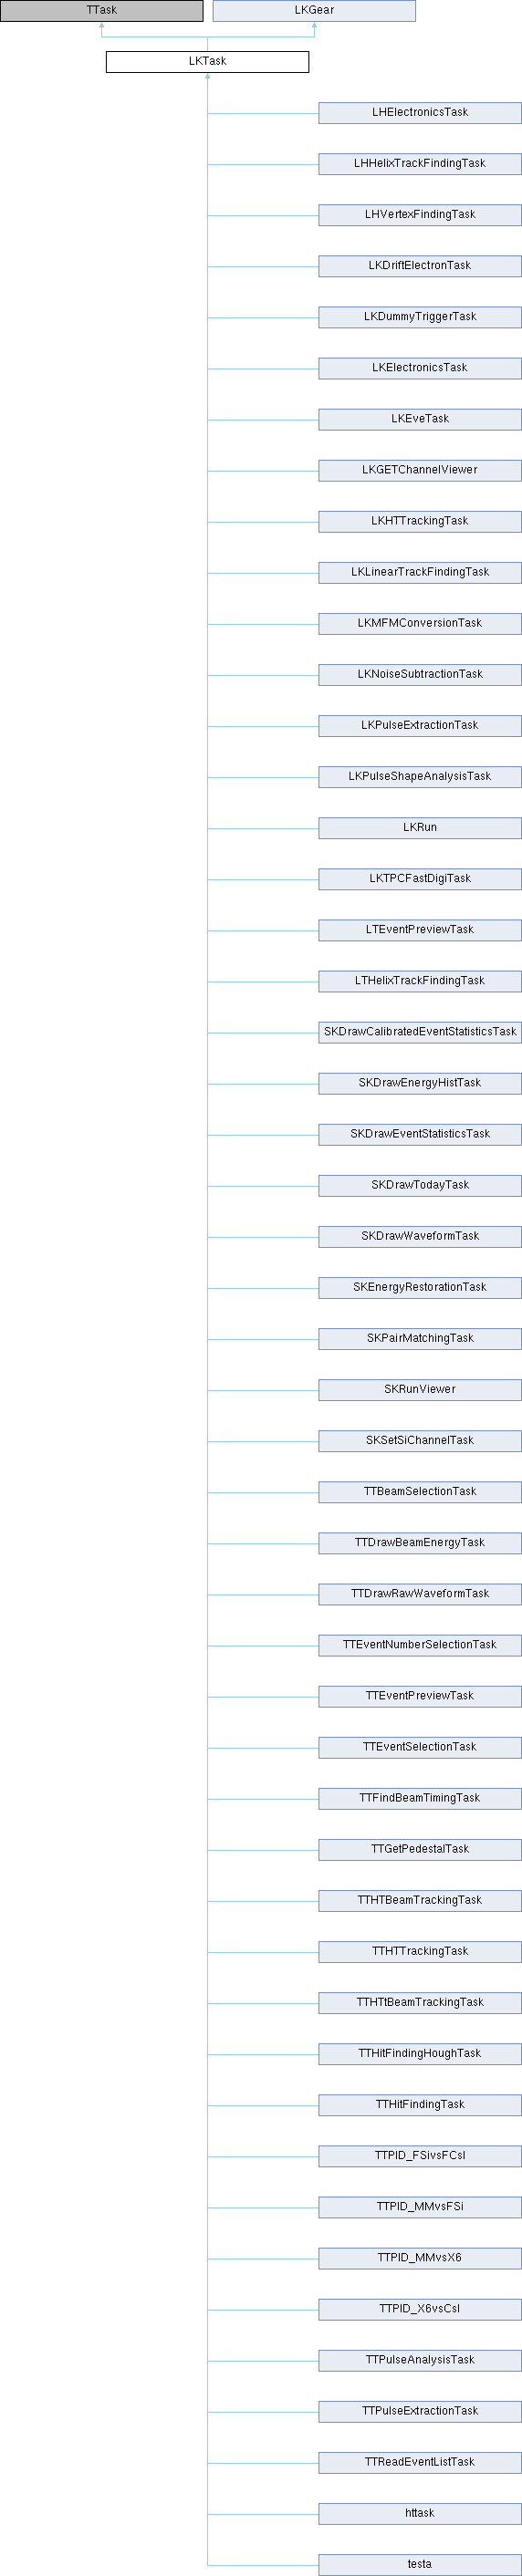 TTask
LKGear
LKTask
LHElectronicsTask
LHHelixTrackFindingTask
LHVertexFindingTask
LKDriftElectronTask
LKDummyTriggerTask
LKElectronicsTask
LKEveTask
LKGETChannelViewer
LKHTTrackingTask
LKLinearTrackFindingTask
LKMFMConversionTask
LKNoiseSubtractionTask
LKPulseExtractionTask
LKPulseShapeAnalysisTask
LKRun
LKTPCFastDigiTask
LTEventPreviewTask
LTHelixTrackFindingTask
SKDrawCalibratedEventStatisticsTask
SKDrawEnergyHistTask
SKDrawEventStatisticsTask
SKDrawTodayTask
SKDrawWaveformTask
SKEnergyRestorationTask
SKPairMatchingTask
SKRunViewer
SKSetSiChannelTask
TTBeamSelectionTask
TTDrawBeamEnergyTask
TTDrawRawWaveformTask
TTEventNumberSelectionTask
TTEventPreviewTask
TTEventSelectionTask
TTFindBeamTimingTask
TTGetPedestalTask
TTHTBeamTrackingTask
TTHTTrackingTask
TTHTtBeamTrackingTask
TTHitFindingHoughTask
TTHitFindingTask
TTPID_FSivsFCsI
TTPID_MMvsFSi
TTPID_MMvsX6
TTPID_X6vsCsI
TTPulseAnalysisTask
TTPulseExtractionTask
TTReadEventListTask
httask
testa